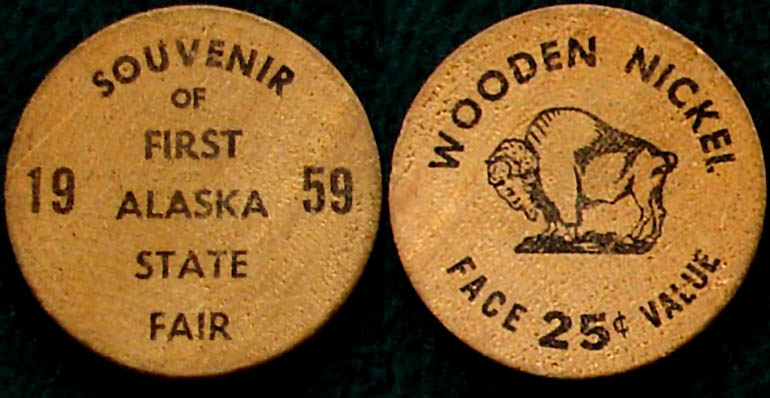 SOUVENIR
OF
FIRST
19 ALASKA 59
STATE
FAIR
WOODEN NICKEL
FACE 25¢ VALUE